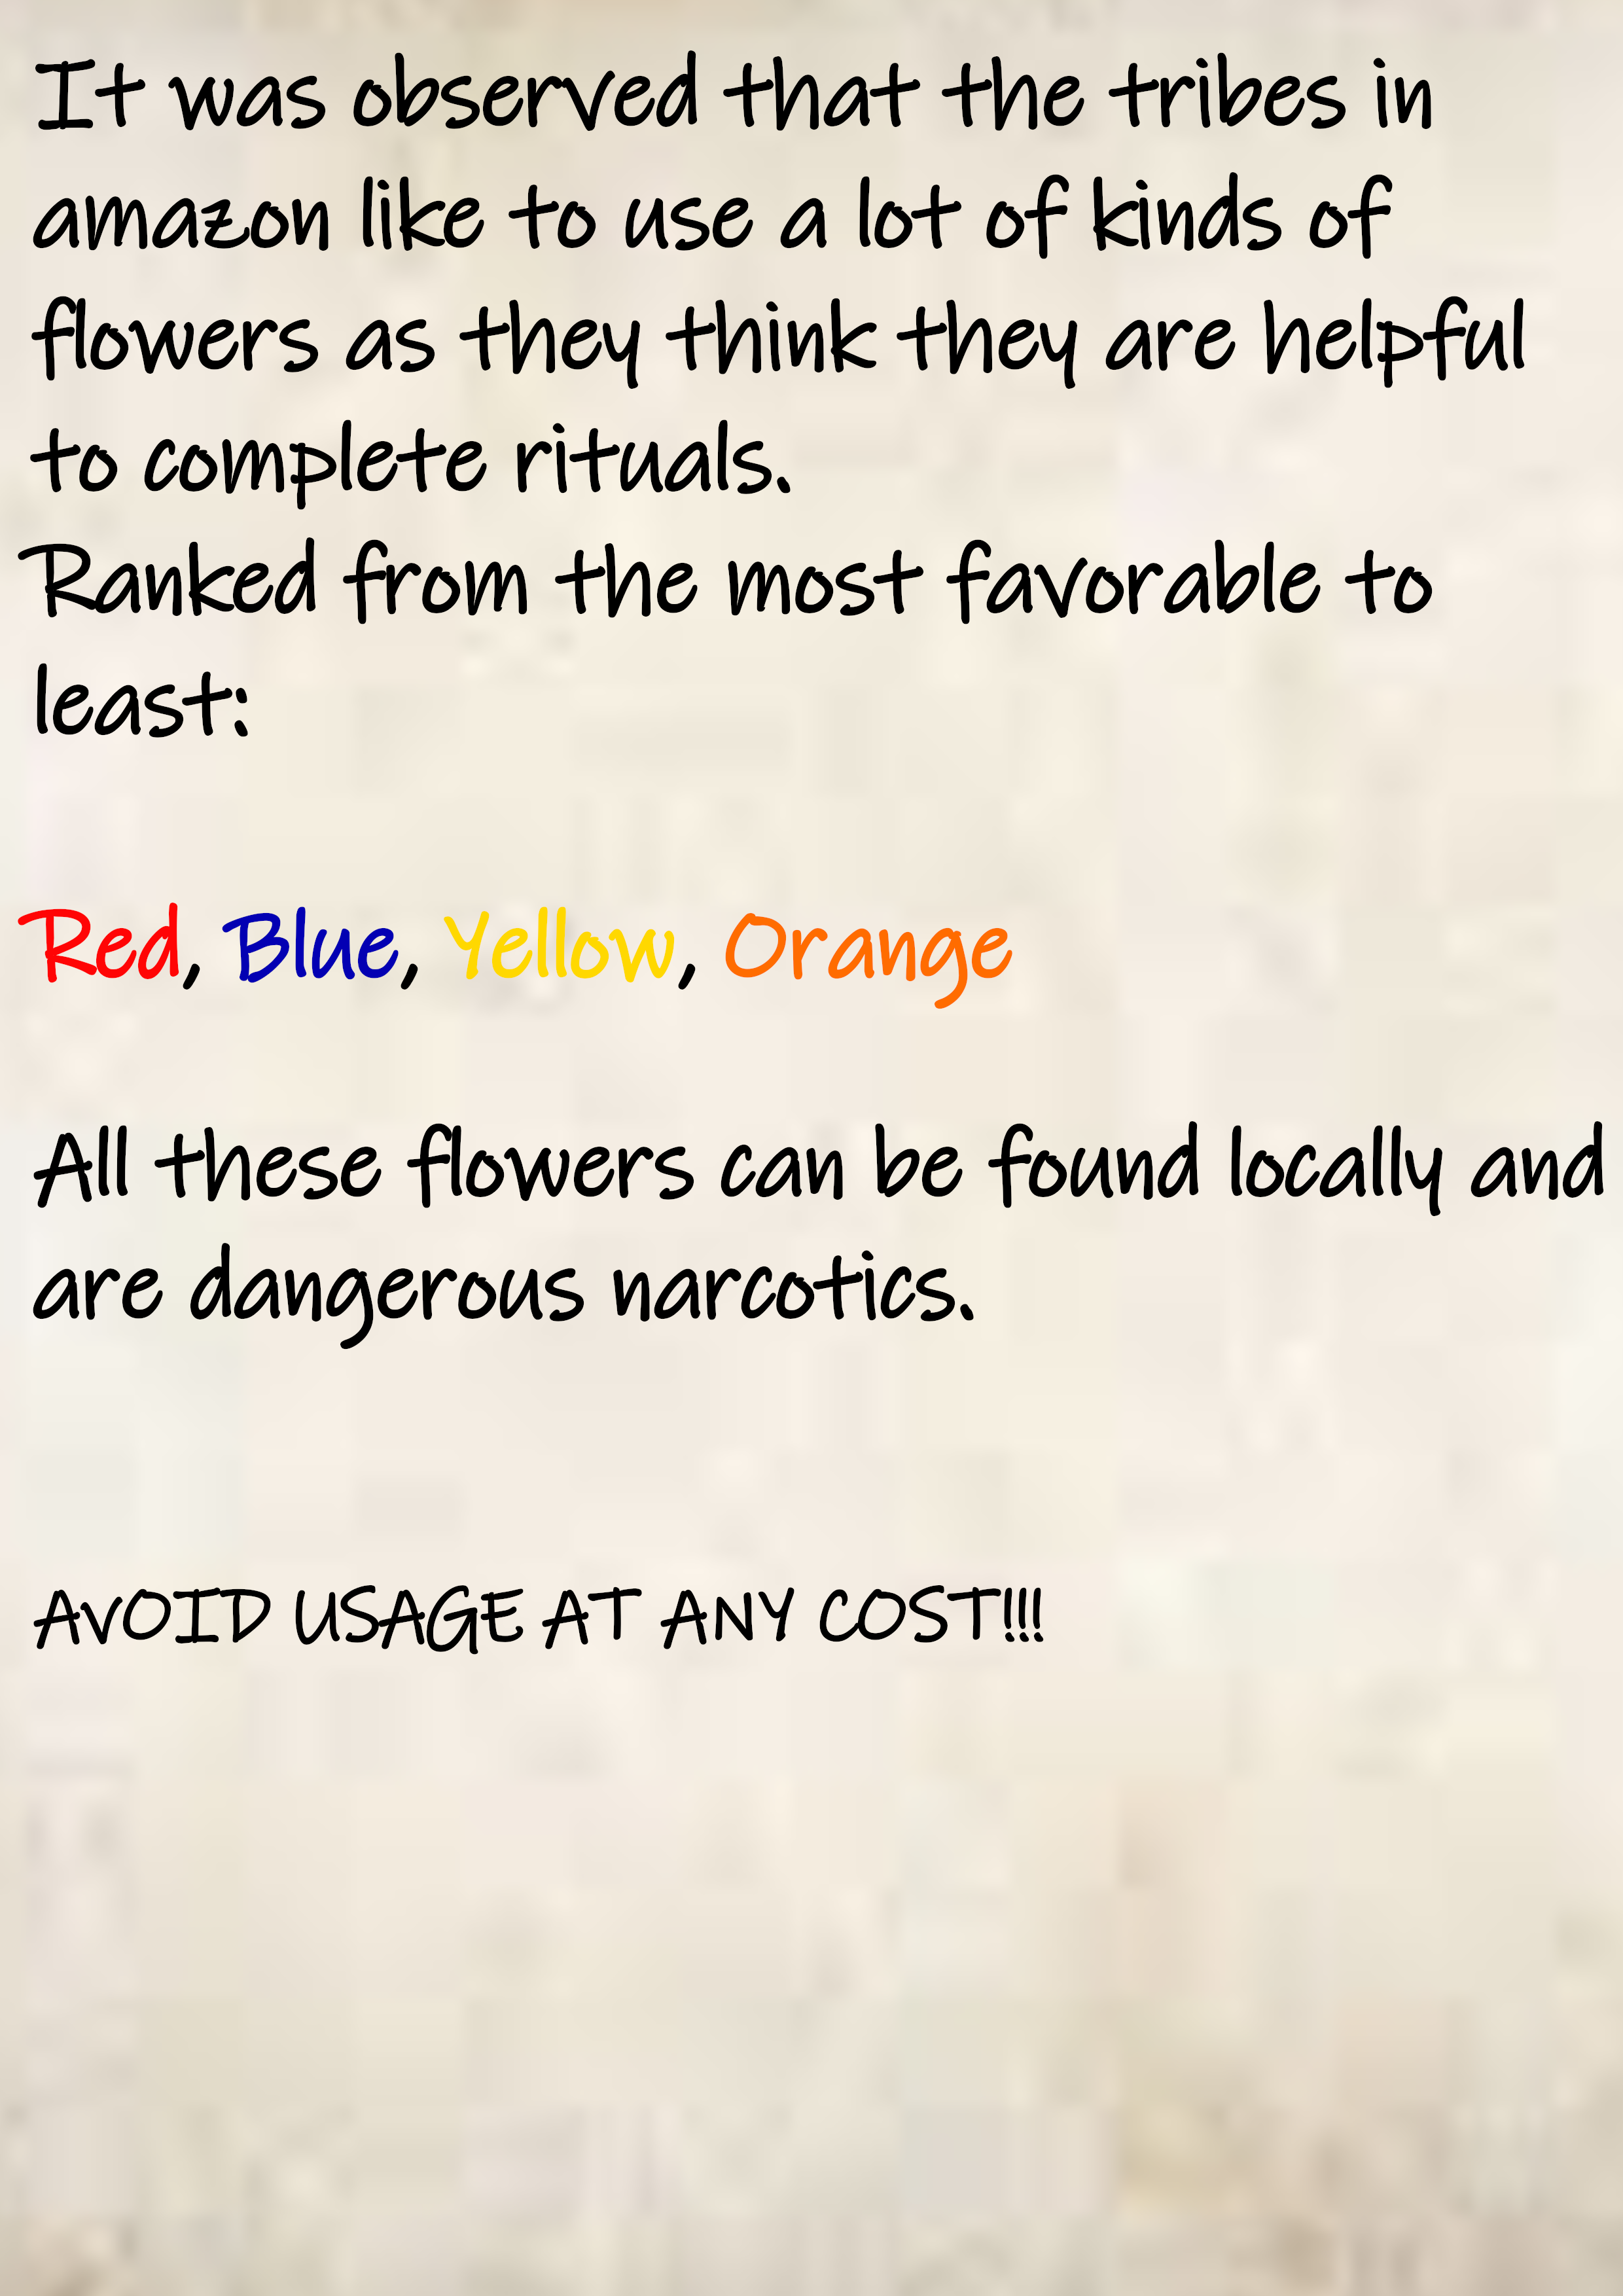 It was observed that the tribes in
amazon like to use a lot of kinds of
flowers as they think they are helpful
to complete rituals.
Ranked from the most favorable to
least:
Red, Blue, Yellow, Orange
All these flowers can be found locally and
are dangerous narcotics.
AVOID USAGE AT ANY COST!!!